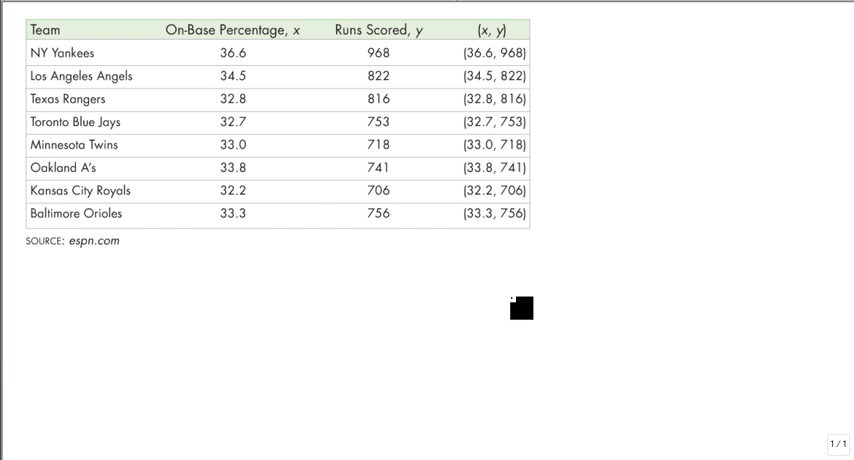 Team On-Base Percentage, x Runs Scored, y (x, y)
NY Yankees 36.6 968 (36.6, 968)
Los Angeles Angels 34.5 822 (34.5, 822)
Texas Rangers 32.8 816 (32.8, 816)
Toronto Blue Jays 32.7 753 (32.7, 753)
Minnesota Twins 33.0 718 (33.0, 718)
Oakland A's 33.8 741 (33.8, 741)
Kansas City Royals 32.2 706 (32.2, 706)
Baltimore Orioles 33.3 756 (33.3, 756)
SOURCE: espn.com
1 / 1